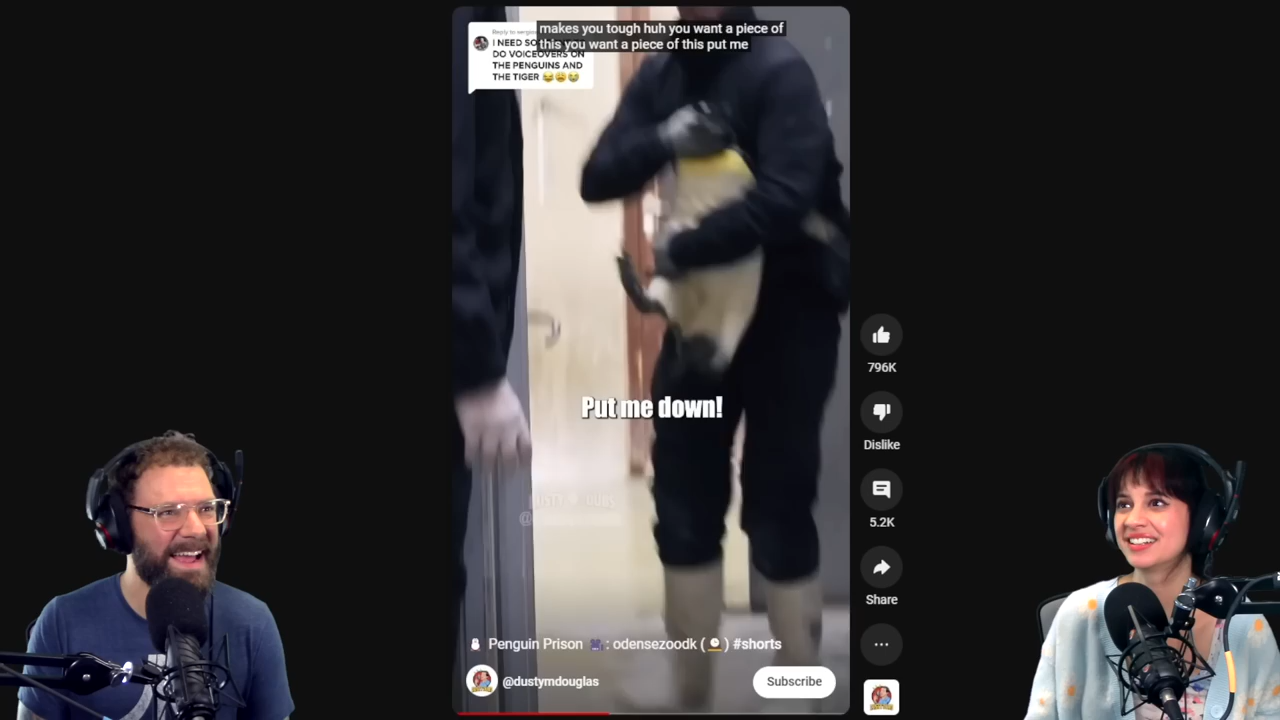 makes you tough huh you want a piece of
this you want a piece of this put me
Reply to
I NEED SO
DO VOICEOVERS ON
THE PENGUINS AND
THE TIGER 😂😩😭
Put me down!
DUSTY DUBS
@
796K
Dislike
5.2K
Share
Penguin Prison : odensezoodk ( ) #shorts
@dustymdouglas
Subscribe